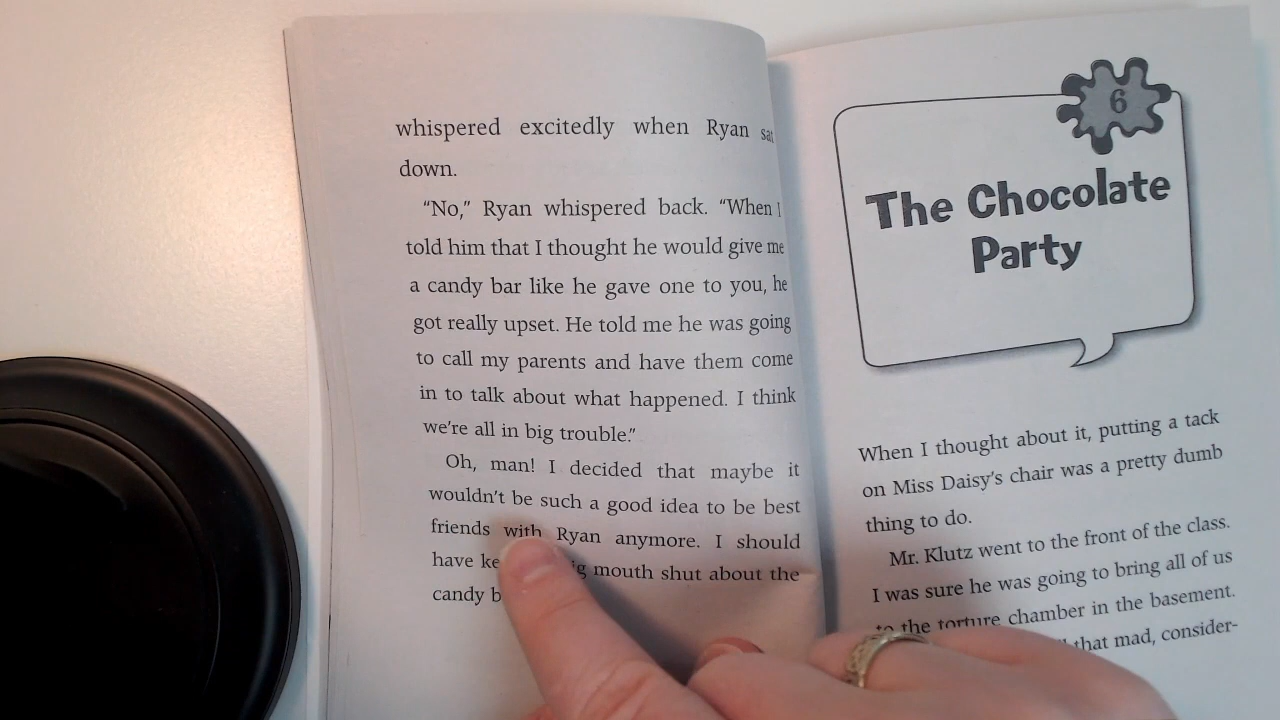 whispered excitedly when Ryan sat
down.
“No,” Ryan whispered back. “When I
told him that I thought he would give me
a candy bar like he gave one to you, he
got really upset. He told me he was going
to call my parents and have them come
in to talk about what happened. I think
we’re all in big trouble.”
Oh, man! I decided that maybe it
wouldn’t be such a good idea to be best
friends with Ryan anymore. I should
have mouth shut about the
candy
6
The Chocolate
Party
When I thought about it, putting a tack
on Miss Daisy’s chair was a pretty dumb
thing to do.
Mr. Klutz went to the front of the class.
I was sure he was going to bring all of us
to the torture chamber in the basement.
that mad, consider-